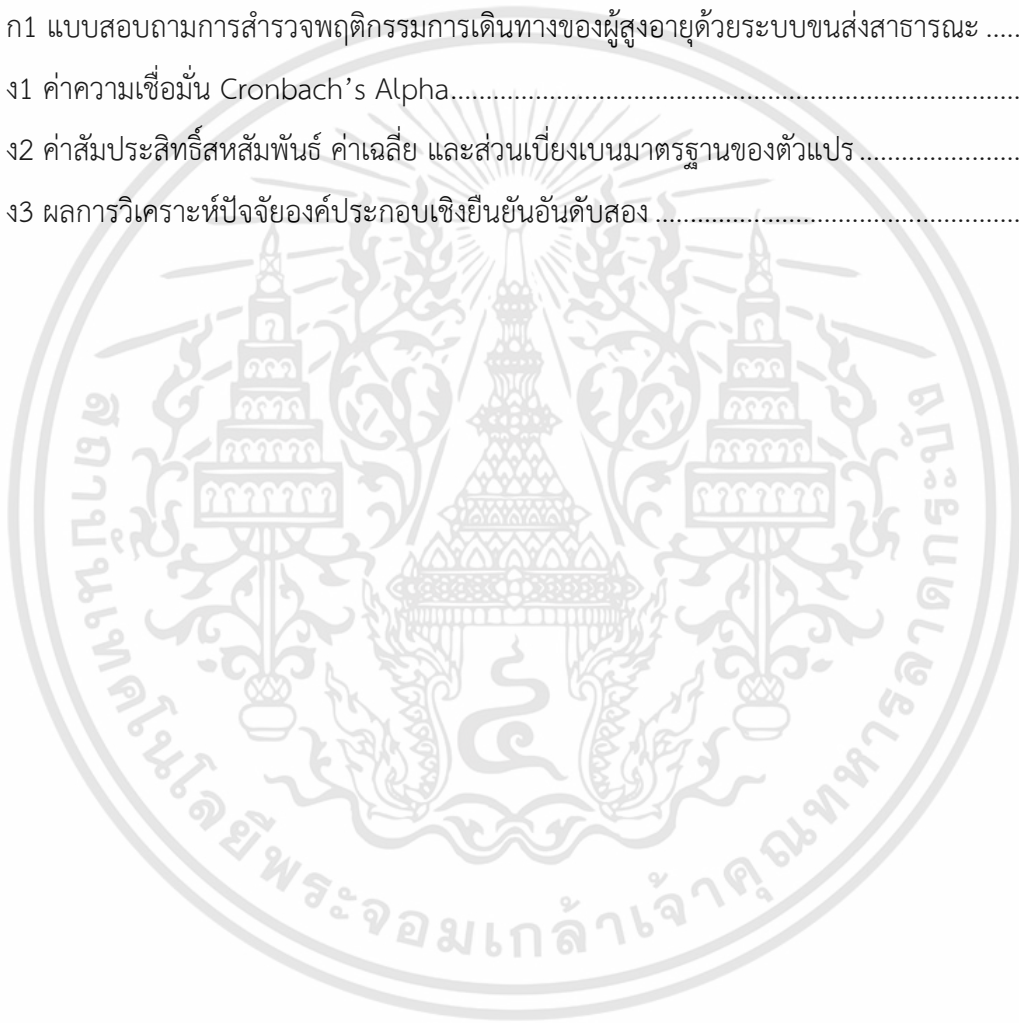 ก1 แบบสอบถามการสำรวจพฤติกรรมการเดินทางของผู้สูงอายุด้วยระบบขนส่งสาธารณะ .....
ง1 ค่าความเชื่อมั่น Cronbach’s Alpha................................................................................
ง2 ค่าสัมประสิทธิ์สหสัมพันธ์ ค่าเฉลี่ย และส่วนเบี่ยงเบนมาตรฐานของตัวแปร .......................
ง3 ผลการวิเคราะห์ปัจจัยองค์ประกอบเชิงยืนยันอันดับสอง ...................................................
สถาบันเทคโนโลยีพระจอมเกล้าเจ้าคุณทหารลาดกระบัง
๔